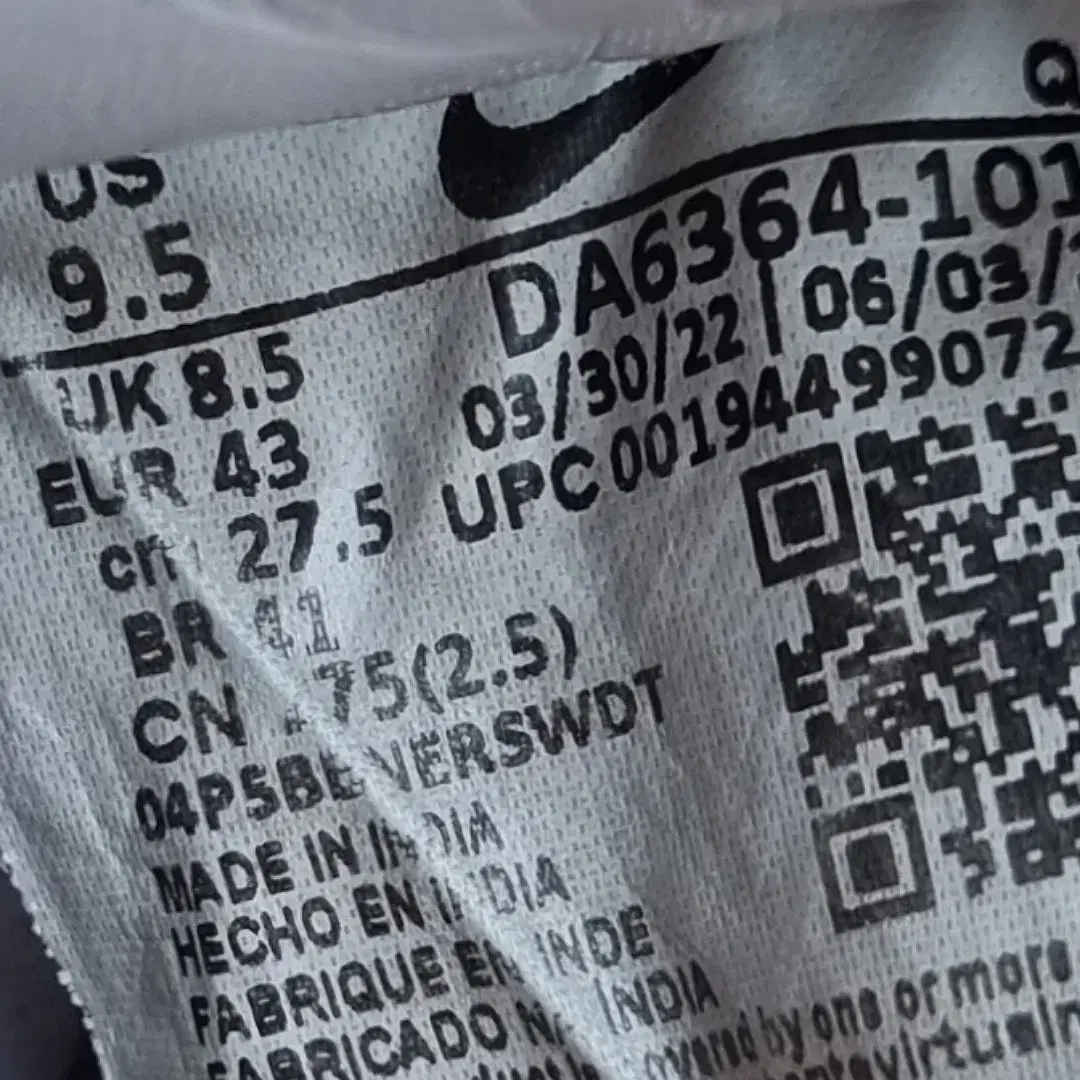 US Q
9.5 DA6364-101
UK 8.5 03/30/22 | 06/03/
EUR 43 UPC 00194499072
cm 27.5
BR 41
CN 275(2.5)
MADE IN INDIA
HECHO EN INDIA
FABRIQUE EN INDE
FABRICADO NA INDIA
covered by one or more